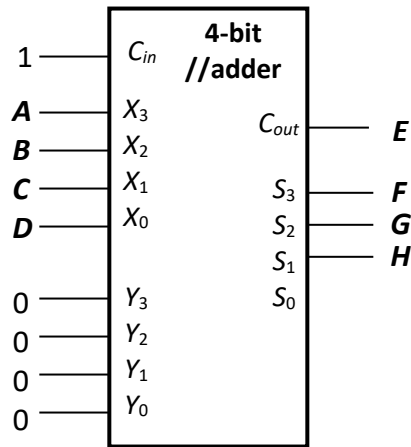 4-bit
//adder
1 C_in
A X_3
B X_2
C X_1
D X_0
0 Y_3
0 Y_2
0 Y_1
0 Y_0
C_out E
S_3 F
S_2 G
S_1 H
S_0